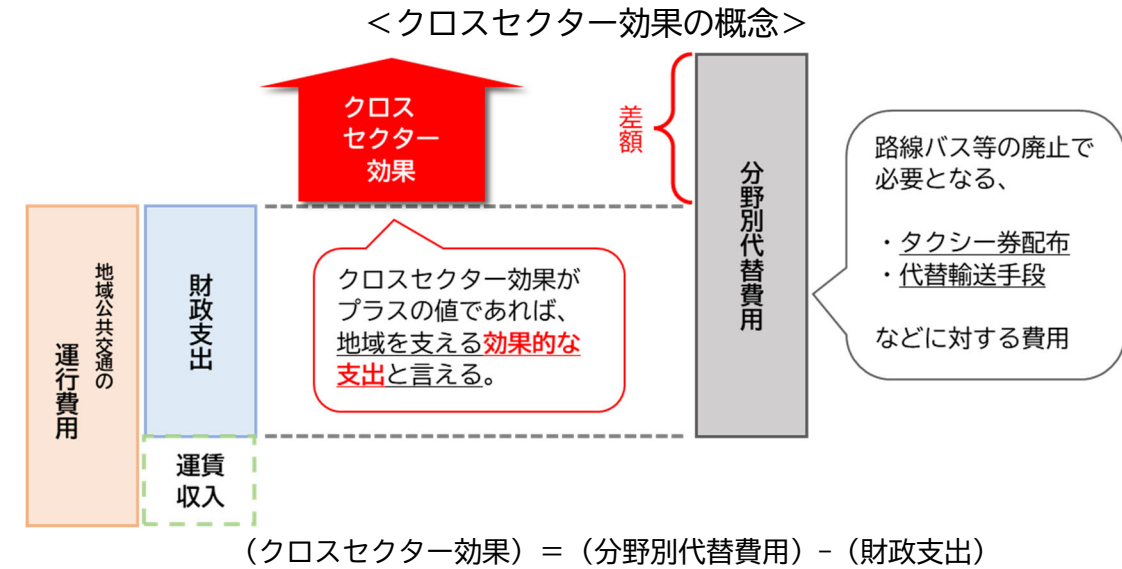 ＜クロスセクター効果の概念＞
クロス
セクター
効果
差額
地域公共交通の
運行費用
財政支出
運賃
収入
クロスセクター効果が
プラスの値であれば、
地域を支える効果的な
支出と言える。
分野別代替費用
路線バス等の廃止で
必要となる、
・タクシー券配布
・代替輸送手段
などに対する費用
（クロスセクター効果）＝（分野別代替費用）-（財政支出）